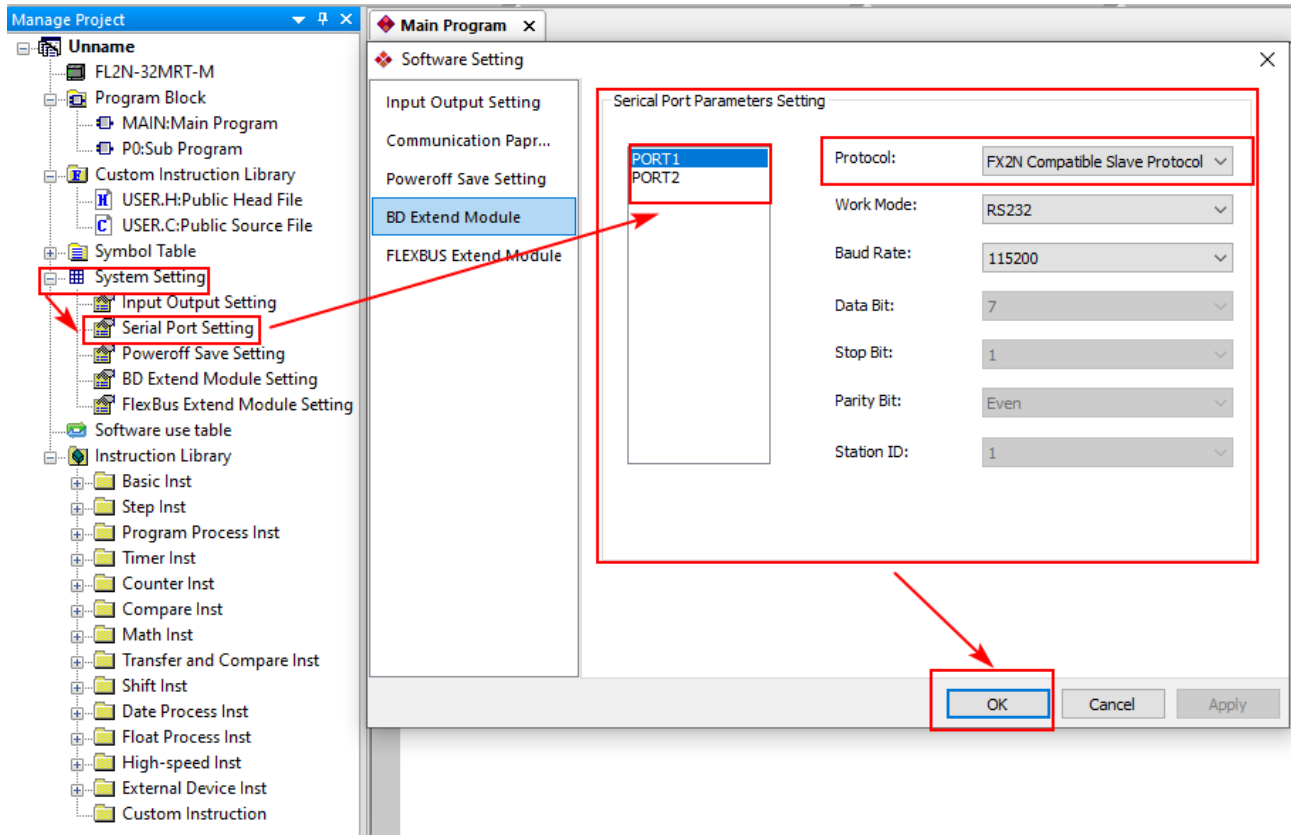 Manage Project
Unname
FL2N-32MRT-M
Program Block
MAIN:Main Program
P0:Sub Program
Custom Instruction Library
USER.H:Public Head File
USER.C:Public Source File
Symbol Table
System Setting
Input Output Setting
Serial Port Setting
Poweroff Save Setting
BD Extend Module Setting
FlexBus Extend Module Setting
Software use table
Instruction Library
Basic Inst
Step Inst
Program Process Inst
Timer Inst
Counter Inst
Compare Inst
Math Inst
Transfer and Compare Inst
Shift Inst
Date Process Inst
Float Process Inst
High-speed Inst
External Device Inst
Custom Instruction
Main Program
Software Setting
Input Output Setting
Communication Papr...
Poweroff Save Setting
BD Extend Module
FLEXBUS Extend Module
Serical Port Parameters Setting
PORT1
PORT2
Protocol: FX2N Compatible Slave Protocol
Work Mode: RS232
Baud Rate: 115200
Data Bit: 7
Stop Bit: 1
Parity Bit: Even
Station ID: 1
OK Cancel Apply